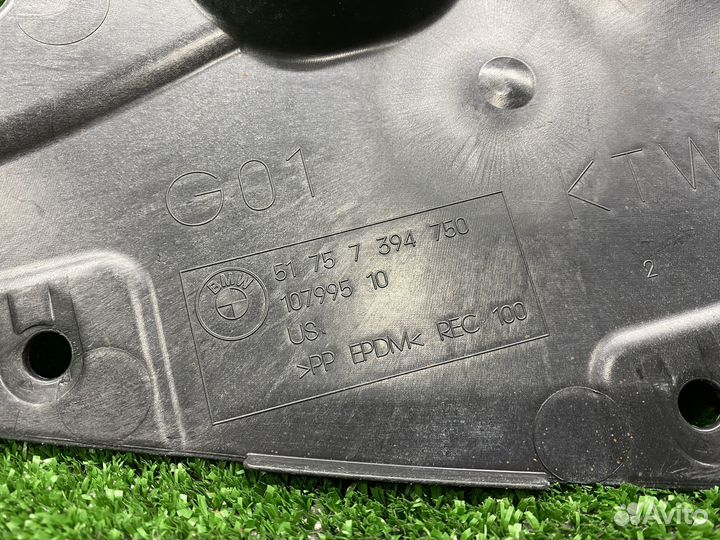 G01
KTW
BMW
51 75 7 394 750
107995 10
US.
>PP EPDM< REC 100
2
Avito